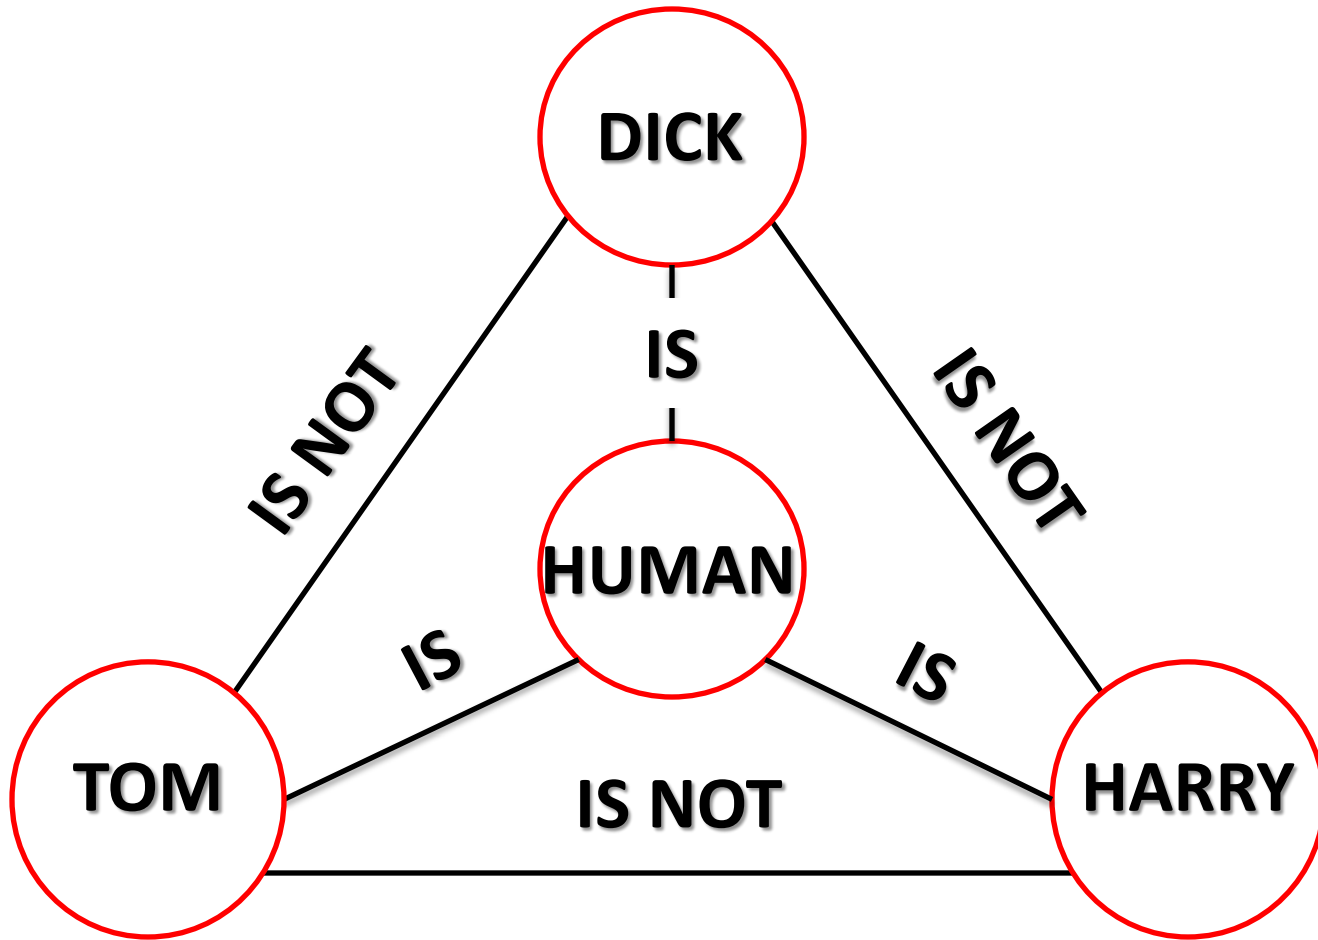 DICK
IS NOT
IS
IS NOT
HUMAN
IS
IS
TOM
IS NOT
HARRY